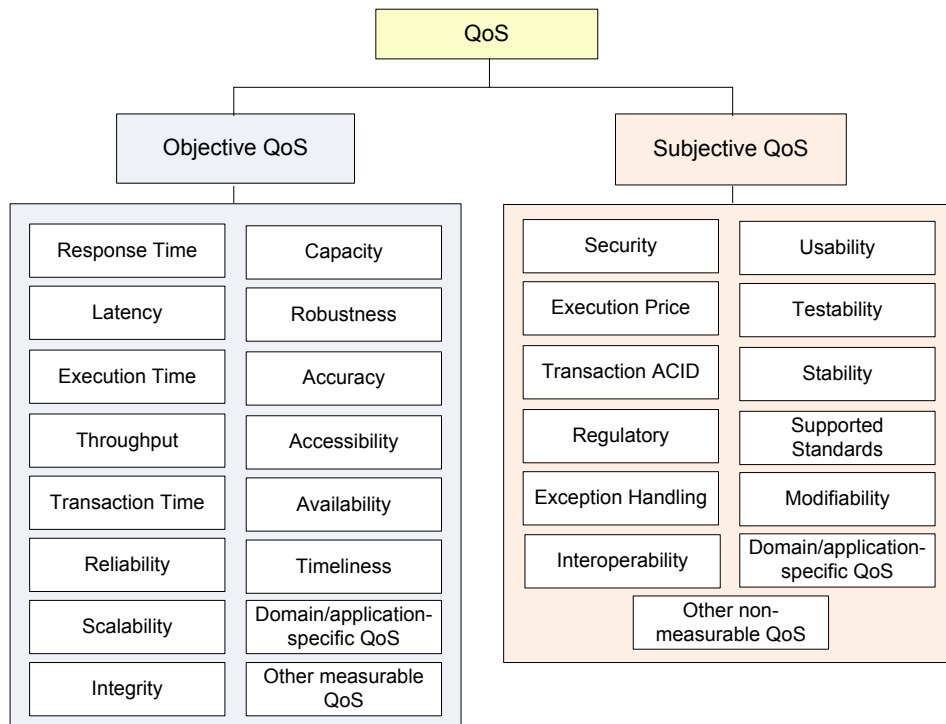 QoS
Objective QoS
Response Time
Latency
Execution Time
Throughput
Transaction Time
Reliability
Scalability
Integrity
Capacity
Robustness
Accuracy
Accessibility
Availability
Timeliness
Domain/application-
specific QoS
Other measurable
QoS
Subjective QoS
Security
Execution Price
Transaction ACID
Regulatory
Exception Handling
Interoperability
Usability
Testability
Stability
Supported
Standards
Modifiability
Domain/application-
specific QoS
Other non-
measurable QoS